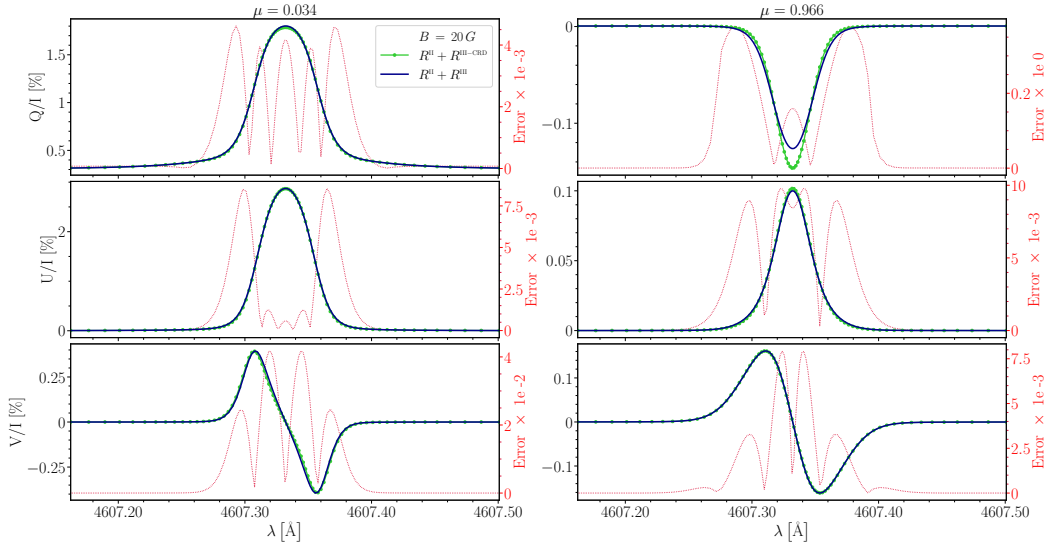 μ = 0.034
μ = 0.966
B = 20 G
R^II + R^III−CRD
R^II + R^III
Q/I [%]
1.5
1
0.5
4
2
0
Error × 1e -3
0
−0.1
0.2
0
Error × 1e 0
U/I [%]
2
0
7.5
5
2.5
0
Error × 1e -3
0.1
0.05
0
10
5
0
Error × 1e -3
V/I [%]
0.25
0
−0.25
4
2
0
Error × 1e -2
0.1
0
−0.1
7.5
5
2.5
0
Error × 1e -3
4607.20
4607.30
4607.40
4607.50
4607.20
4607.30
4607.40
4607.50
λ [Å]
λ [Å]